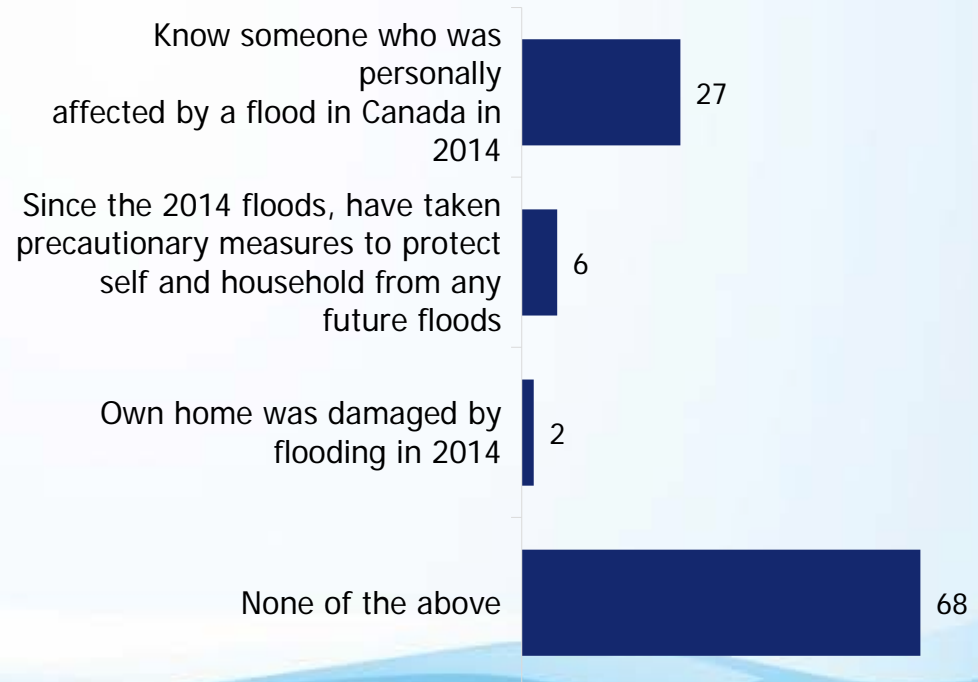 Know someone who was
personally
affected by a flood in Canada in
2014
27
Since the 2014 floods, have taken
precautionary measures to protect
self and household from any
future floods
6
Own home was damaged by
flooding in 2014
2
None of the above
68